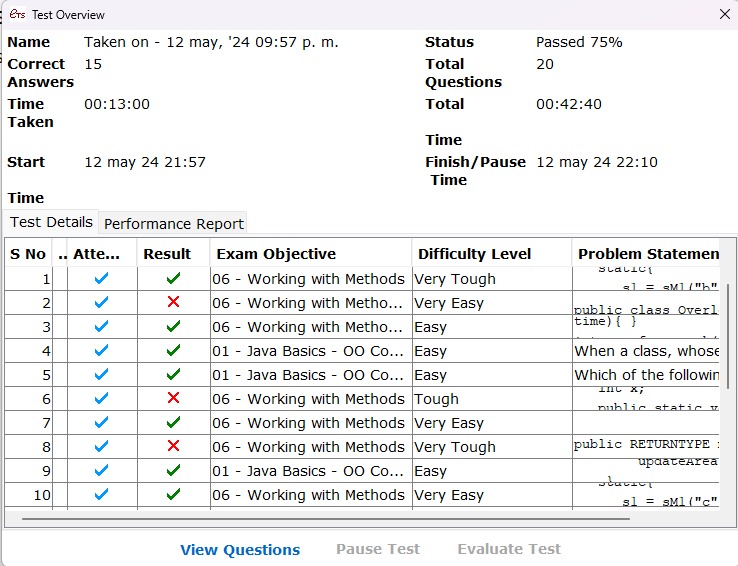 eTs Test Overview
Name Taken on - 12 may, '24 09:57 p. m. Status Passed 75%
Correct Answers 15 Total Questions 20
Time Taken 00:13:00 Total Time 00:42:40
Start Time 12 may 24 21:57 Finish/Pause Time 12 may 24 22:10
Test Details Performance Report
S No .. Atte... Result Exam Objective Difficulty Level Problem Statemen
static{
1 06 - Working with Methods Very Tough s1 = sM1("b"
2 06 - Working with Metho... Very Easy public class Overl
3 06 - Working with Metho... Easy time){ }
4 01 - Java Basics - OO Co... Easy When a class, whose
5 01 - Java Basics - OO Co... Easy Which of the followin
int x;
6 06 - Working with Methods Tough public static v
7 06 - Working with Methods Very Easy
8 06 - Working with Methods Very Tough public RETURNTYPE
9 01 - Java Basics - OO Co... Easy updateArea
static{
10 06 - Working with Methods Very Easy s1 = sM1("c"
View Questions Pause Test Evaluate Test